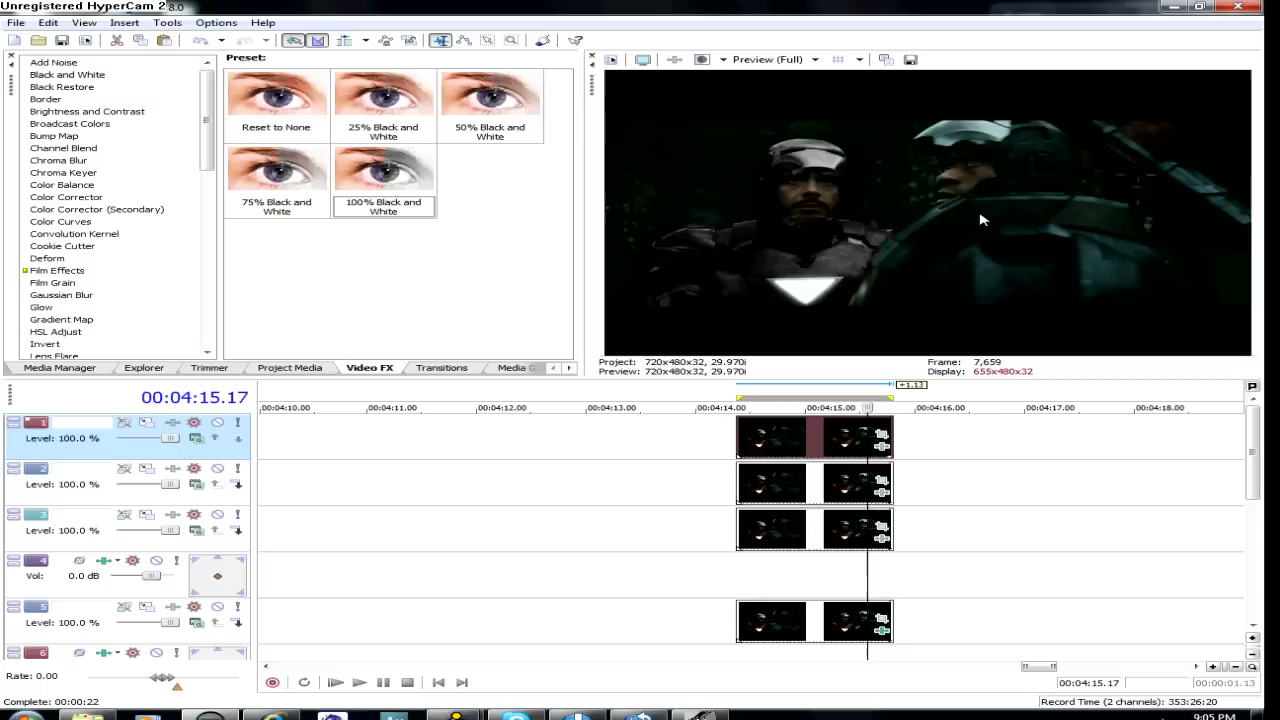 Unregistered HyperCam 2 8.0
File Edit View Insert Tools Options Help
Add Noise
Black and White
Black Restore
Border
Brightness and Contrast
Broadcast Colors
Bump Map
Channel Blend
Chroma Blur
Chroma Keyer
Color Balance
Color Corrector
Color Corrector (Secondary)
Color Curves
Convolution Kernel
Cookie Cutter
Deform
Film Effects
Film Grain
Gaussian Blur
Glow
Gradient Map
HSL Adjust
Invert
Lens Flare
Preset:
Reset to None
25% Black and
White
50% Black and
White
75% Black and
White
100% Black and
White
Preview (Full)
Media Manager Explorer Trimmer Project Media Video FX Transitions Media G
Project: 720x480x32, 29.970i
Preview: 720x480x32, 29.970i
Frame: 7,659
Display: 655x480x32
00:04:15.17
+1.13
00:04:10.00 00:04:11.00 00:04:12.00 00:04:13.00 00:04:14.00 00:04:15.00 00:04:16.00 00:04:17.00 00:04:18.00
1
Level: 100.0 %
2
Level: 100.0 %
3
Level: 100.0 %
4
Vol: 0.0 dB
5
Level: 100.0 %
6
Rate: 0.00
00:04:15.17 00:00:01.13
Complete: 00:00:22
Record Time (2 channels): 353:26:20
9:05 PM